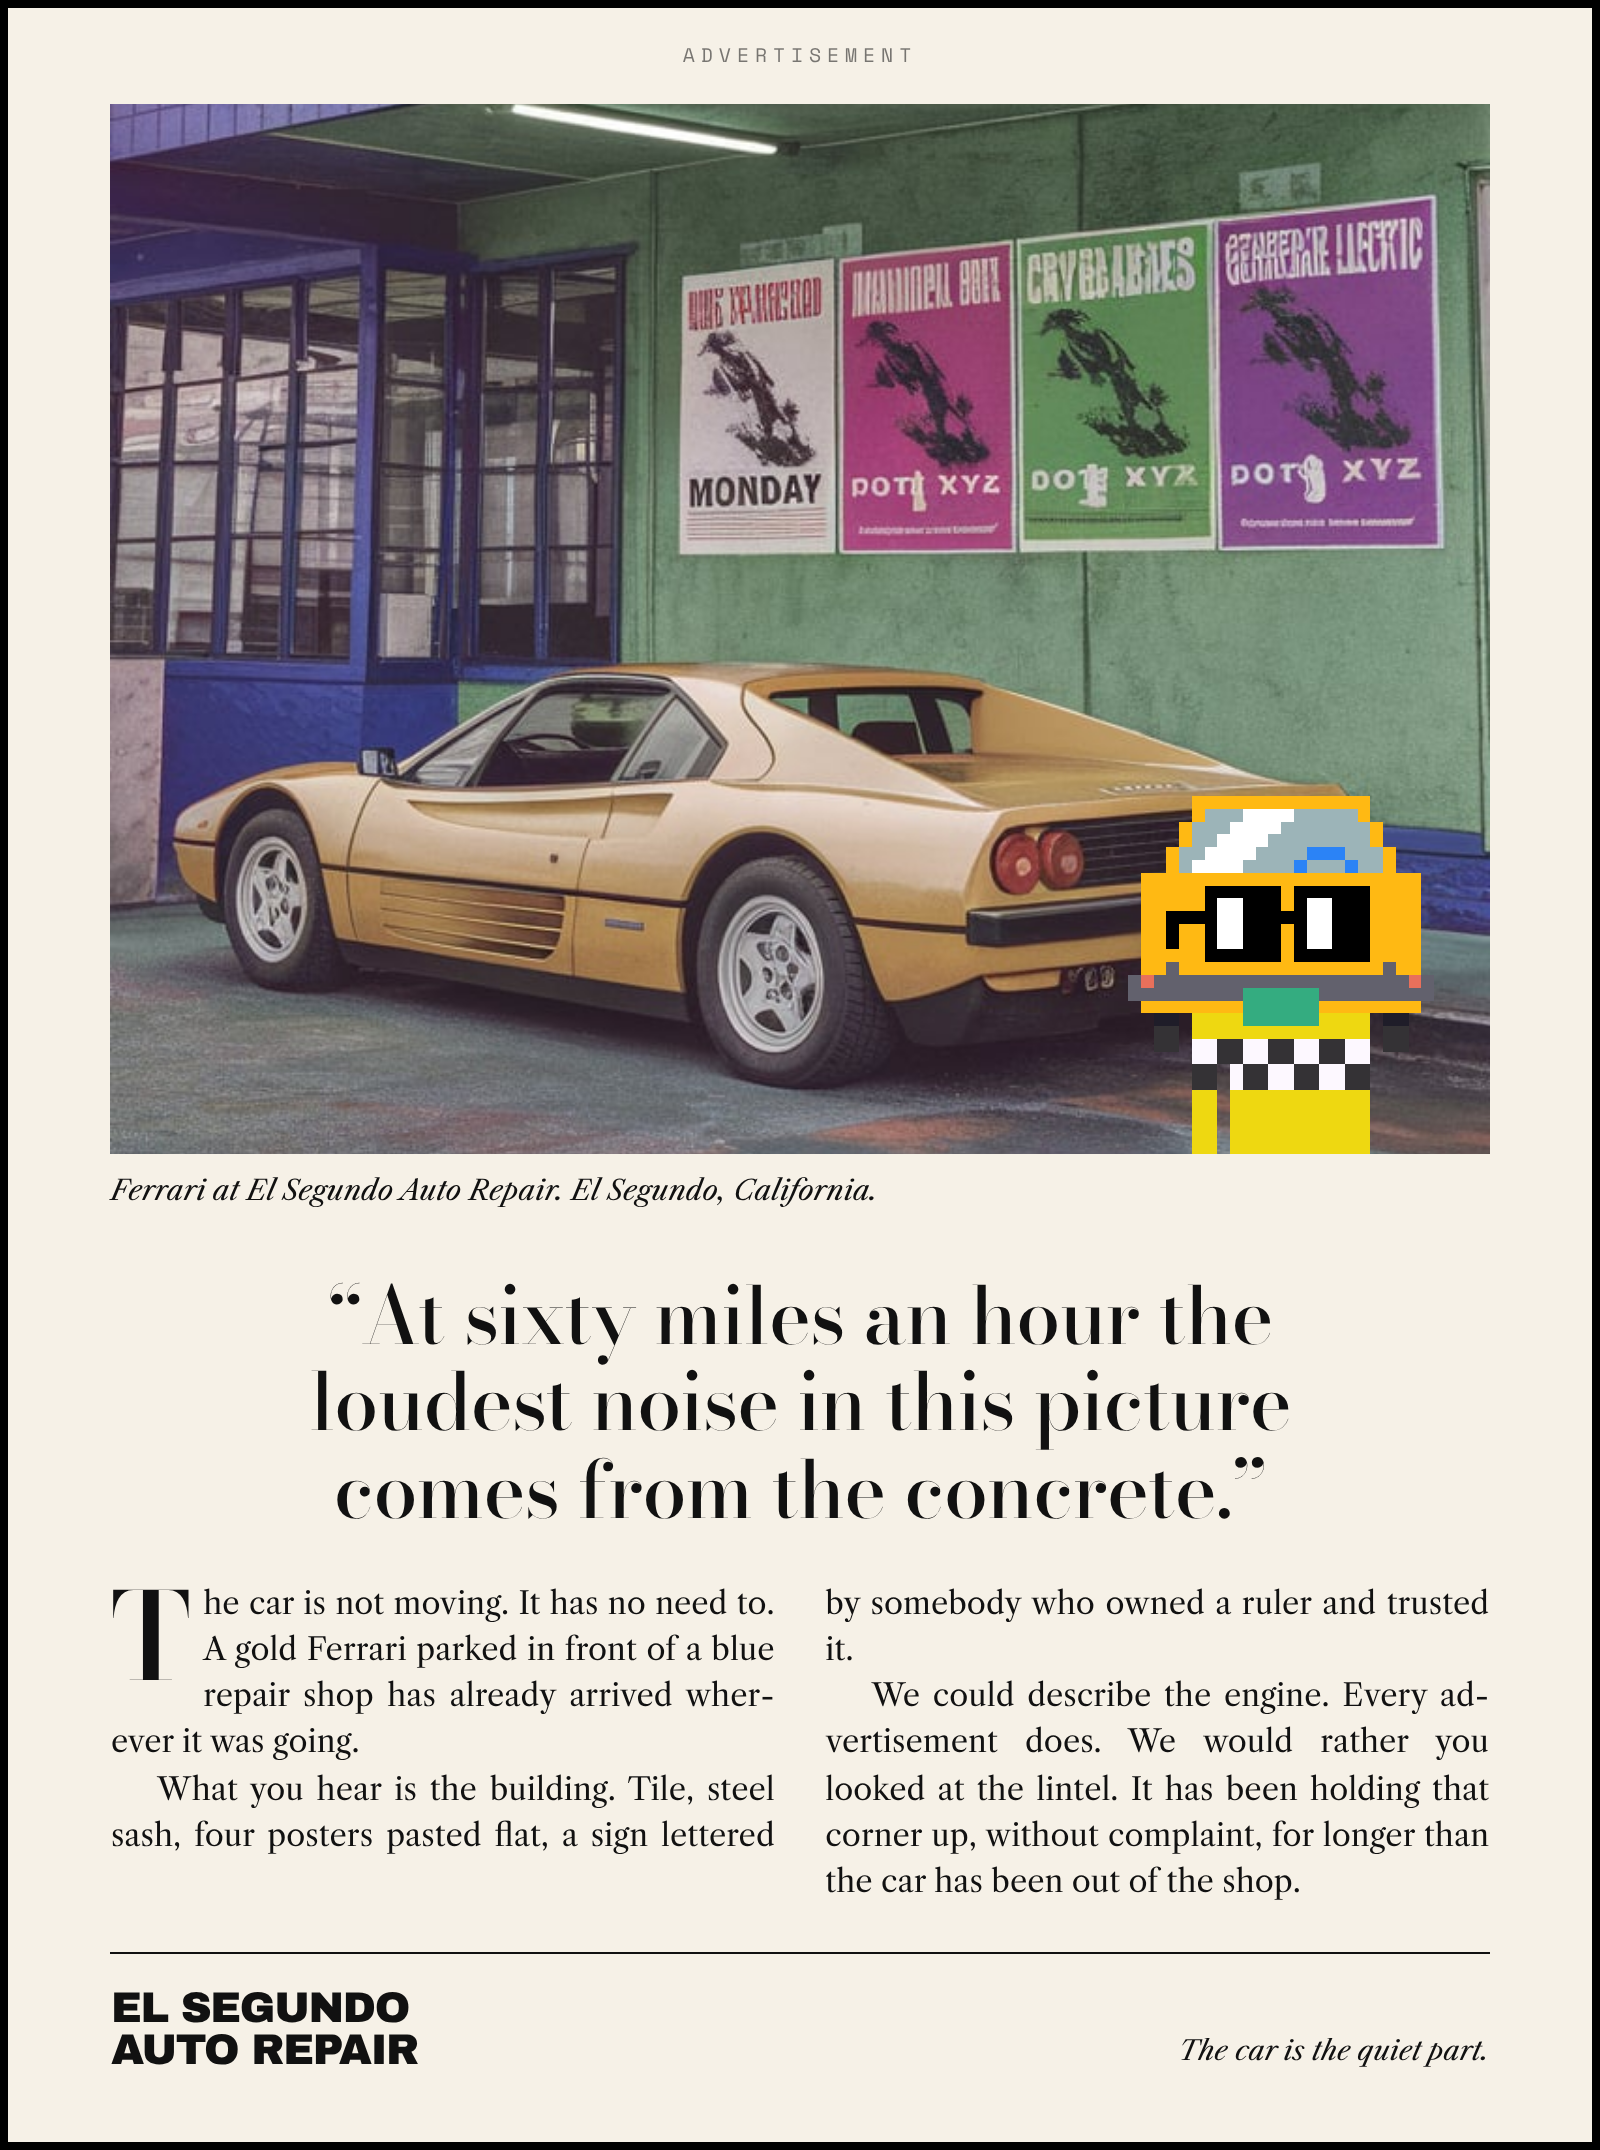 ADVERTISEMENT
MONDAY
XYZ
XYZ
Ferrari at El Segundo Auto Repair. El Segundo, California.
“At sixty miles an hour the
loudest noise in this picture
comes from the concrete.”
The car is not moving. It has no need to.
A gold Ferrari parked in front of a blue
repair shop has already arrived wher-
ever it was going.
What you hear is the building. Tile, steel
sash, four posters pasted flat, a sign lettered
by somebody who owned a ruler and trusted
it.
We could describe the engine. Every ad-
vertisement does. We would rather you
looked at the lintel. It has been holding that
corner up, without complaint, for longer than
the car has been out of the shop.
EL SEGUNDO
AUTO REPAIR
The car is the quiet part.